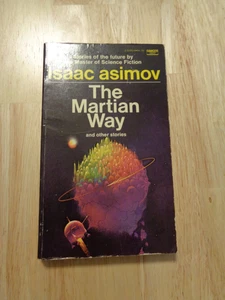 stories of the future by
Master of Science Fiction
Isaac asimov
The
Martian
Way
and other stories